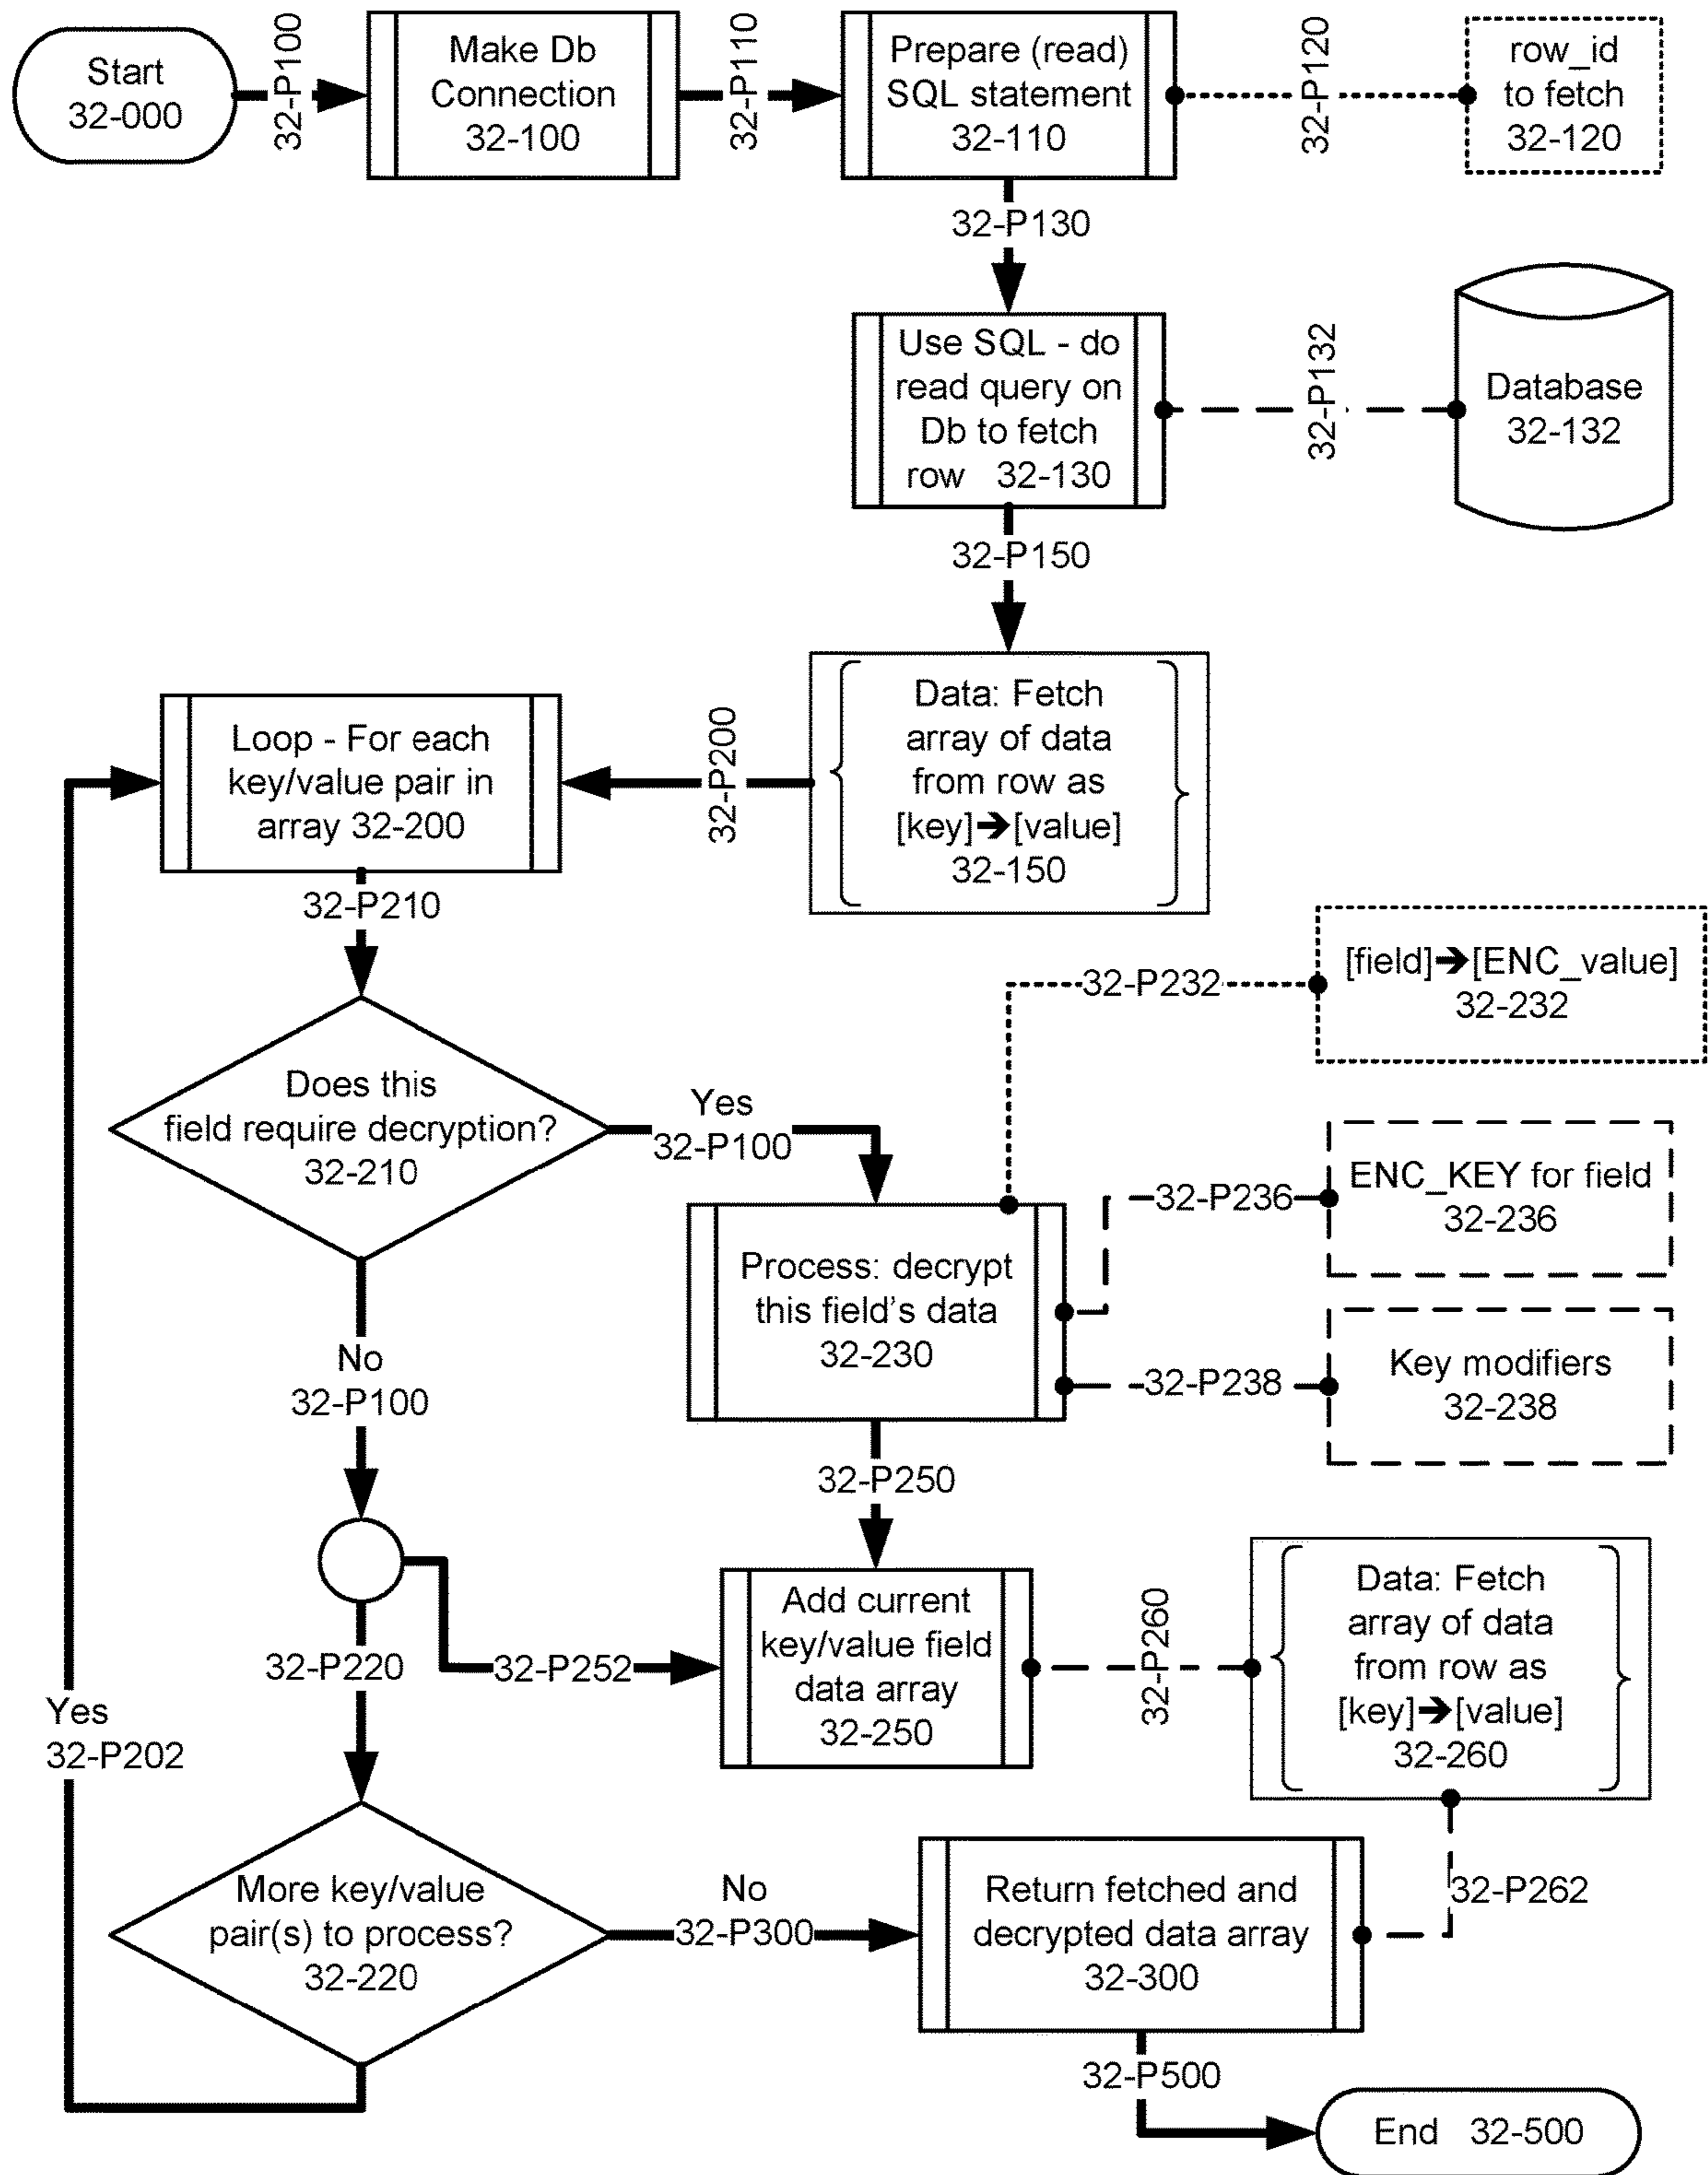 Start
32-000
32-P100
Make Db
Connection
32-100
32-P110
Prepare (read)
SQL statement
32-110
32-P120
row_id
to fetch
32-120
32-P130
Use SQL - do
read query on
Db to fetch
row 32-130
32-P132
Database
32-132
32-P150
Data: Fetch
array of data
from row as
[key]➔[value]
32-150
32-P200
Loop - For each
key/value pair in
array 32-200
32-P210
Does this
field require decryption?
32-210
Yes
32-P100
32-P232
[field]➔[ENC_value]
32-232
32-P236
ENC_KEY for field
32-236
Process: decrypt
this field's data
32-230
32-P238
Key modifiers
32-238
No
32-P100
32-P250
32-P220
32-P252
Add current
key/value field
data array
32-250
32-P260
Data: Fetch
array of data
from row as
[key]➔[value]
32-260
Yes
32-P202
More key/value
pair(s) to process?
32-220
No
32-P300
Return fetched and
decrypted data array
32-300
32-P262
32-P500
End 32-500